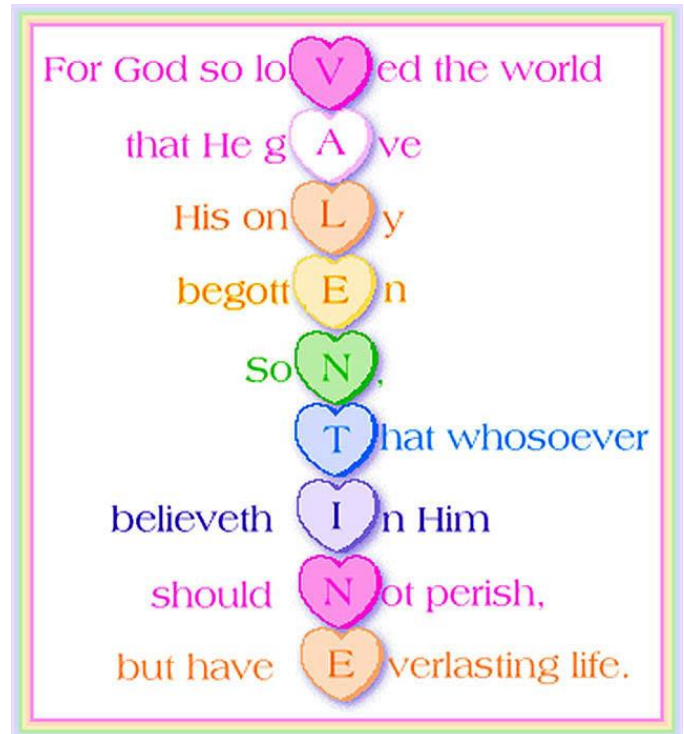 For God so loVed the world
that He gAve
His onLy
begottEn
SoN,
That whosoever
believeth In Him
should Not perish,
but have Everlasting life.